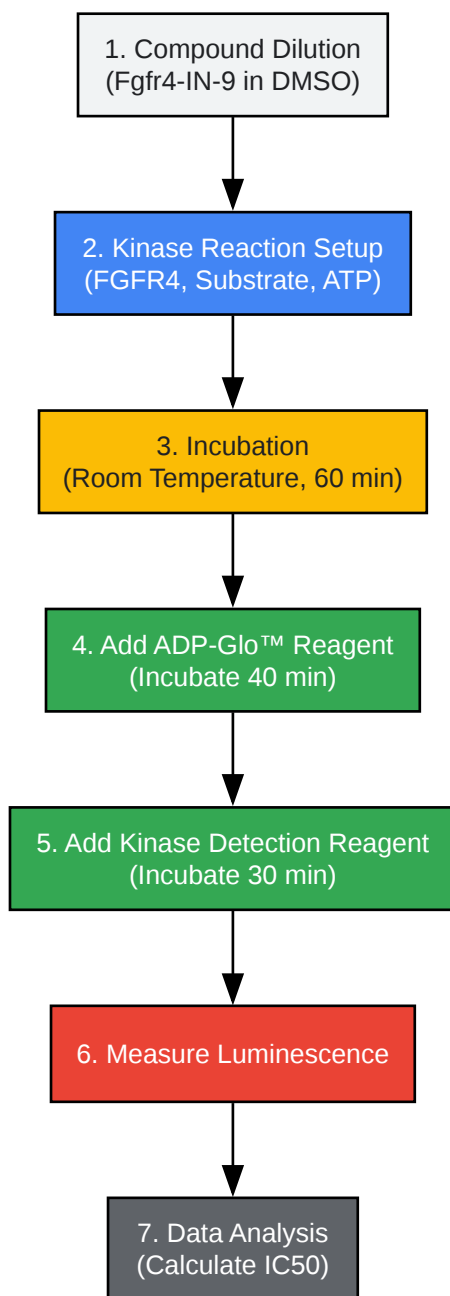 1. Compound Dilution
(Fgfr4-IN-9 in DMSO)
2. Kinase Reaction Setup
(FGFR4, Substrate, ATP)
3. Incubation
(Room Temperature, 60 min)
4. Add ADP-Glo™ Reagent
(Incubate 40 min)
5. Add Kinase Detection Reagent
(Incubate 30 min)
6. Measure Luminescence
7. Data Analysis
(Calculate IC50)